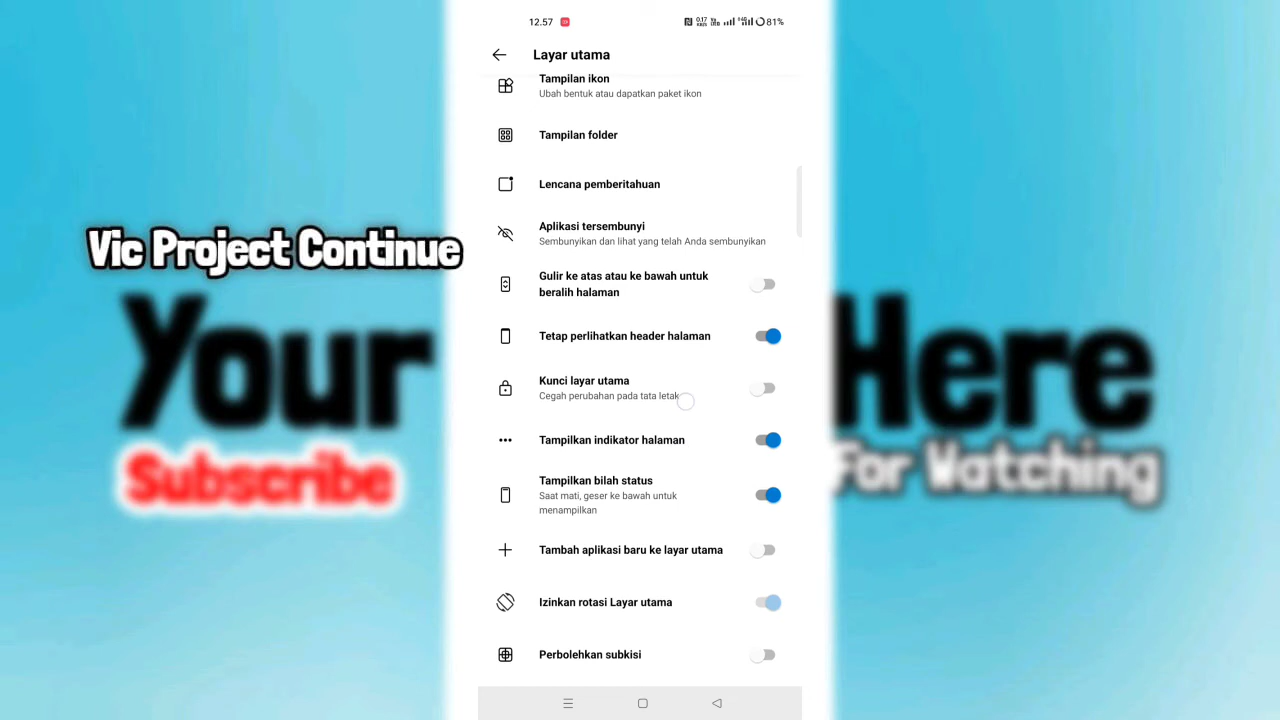 12.57
81%
Layar utama
Tampilan ikon
Ubah bentuk atau dapatkan paket ikon
Tampilan folder
Lencana pemberitahuan
Aplikasi tersembunyi
Sembunyikan dan lihat yang telah Anda sembunyikan
Gulir ke atas atau ke bawah untuk
beralih halaman
Tetap perlihatkan header halaman
Kunci layar utama
Cegah perubahan pada tata letak
Tampilkan indikator halaman
Tampilkan bilah status
Saat mati, geser ke bawah untuk
menampilkan
Tambah aplikasi baru ke layar utama
Izinkan rotasi Layar utama
Perbolehkan subkisi
Vic Project Continue
Your
Here
Subscribe
For Watching